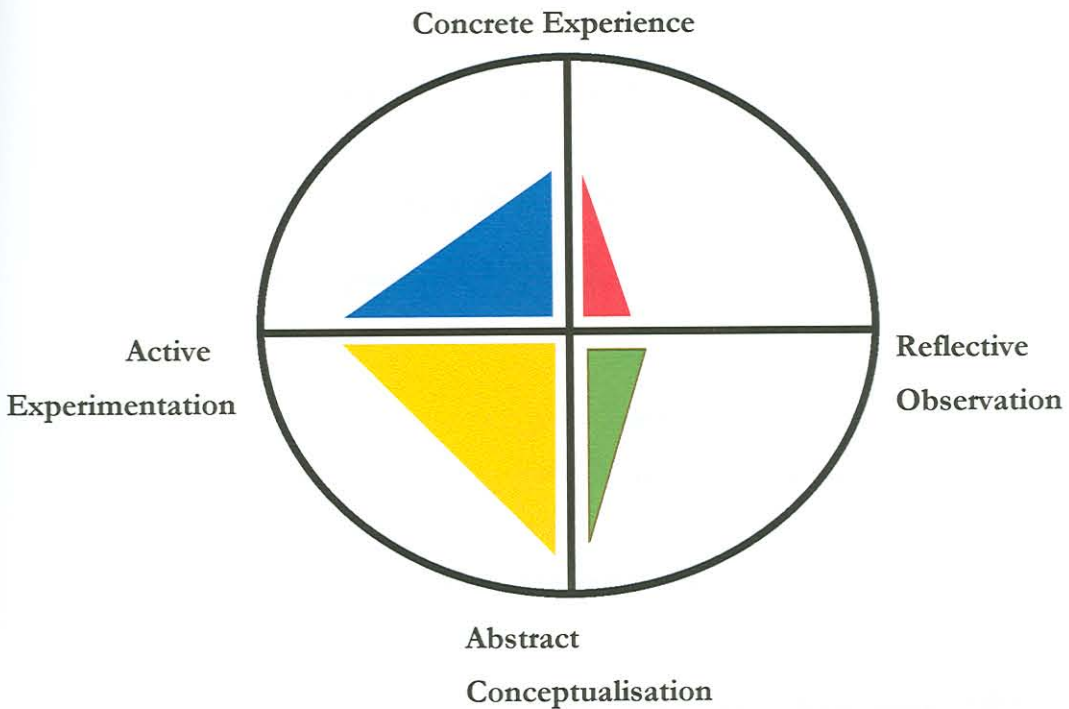 Concrete Experience
Active
Experimentation
Reflective
Observation
Abstract
Conceptualisation